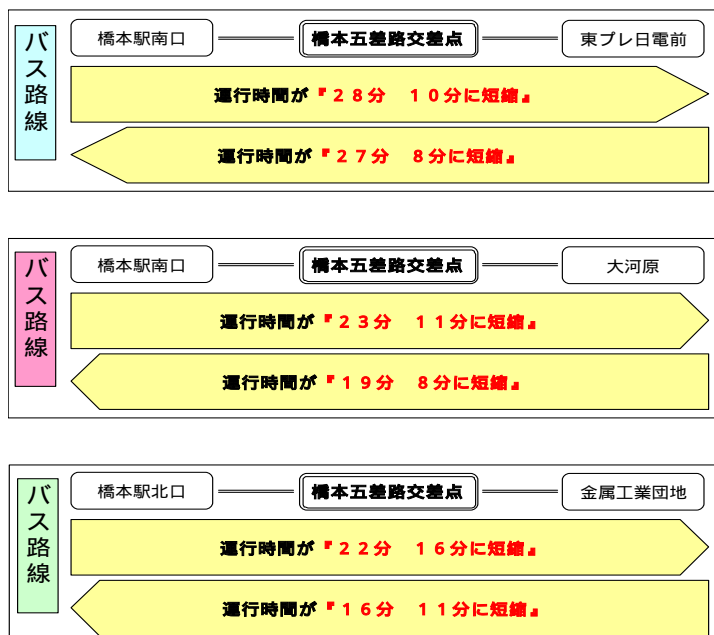 バス路線
橋本駅南口 橋本五差路交差点 東プレ日電前
運行時間が『28分　10分に短縮』
運行時間が『27分　8分に短縮』
バス路線
橋本駅南口 橋本五差路交差点 大河原
運行時間が『23分　11分に短縮』
運行時間が『19分　8分に短縮』
バス路線
橋本駅北口 橋本五差路交差点 金属工業団地
運行時間が『22分　16分に短縮』
運行時間が『16分　11分に短縮』